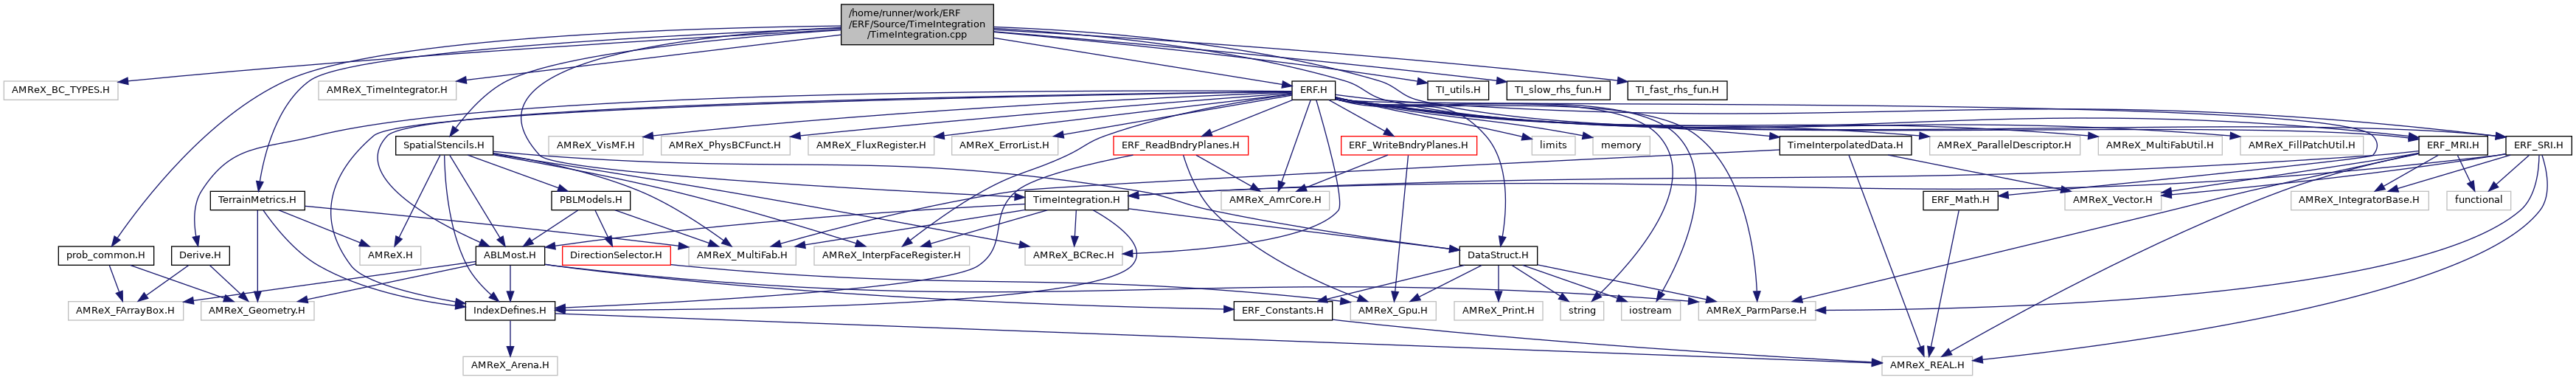 /home/runner/work/ERF
/ERF/Source/TimeIntegration
/TimeIntegration.cpp
AMReX_BC_TYPES.H
AMReX_TimeIntegrator.H
ERF.H
TI_utils.H
TI_slow_rhs_fun.H
TI_fast_rhs_fun.H
SpatialStencils.H
AMReX_VisMF.H
AMReX_PhysBCFunct.H
AMReX_FluxRegister.H
AMReX_ErrorList.H
ERF_ReadBndryPlanes.H
ERF_WriteBndryPlanes.H
limits
memory
TimeInterpolatedData.H
AMReX_ParallelDescriptor.H
AMReX_MultiFabUtil.H
AMReX_FillPatchUtil.H
ERF_MRI.H
ERF_SRI.H
TerrainMetrics.H
PBLModels.H
TimeIntegration.H
AMReX_AmrCore.H
ERF_Math.H
AMReX_Vector.H
AMReX_IntegratorBase.H
functional
prob_common.H
Derive.H
AMReX.H
ABLMost.H
DirectionSelector.H
AMReX_MultiFab.H
AMReX_InterpFaceRegister.H
AMReX_BCRec.H
DataStruct.H
AMReX_FArrayBox.H
AMReX_Geometry.H
IndexDefines.H
ERF_Constants.H
AMReX_Gpu.H
AMReX_Print.H
string
iostream
AMReX_ParmParse.H
AMReX_Arena.H
AMReX_REAL.H